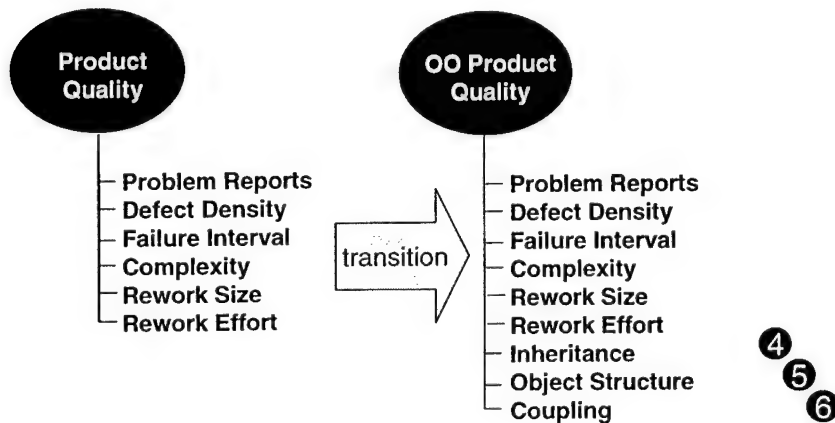 Product
Quality
Problem Reports
Defect Density
Failure Interval
Complexity
Rework Size
Rework Effort
transition
OO Product
Quality
Problem Reports
Defect Density
Failure Interval
Complexity
Rework Size
Rework Effort
Inheritance
Object Structure
Coupling
4
5
6